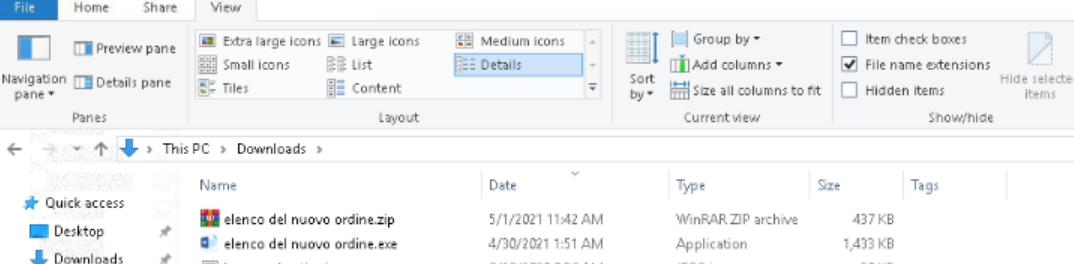 File Home Share View
Preview pane Extra large icons Large icons Medium icons Group by Item check boxes
Small icons List Details Add columns File name extensions
Navigation pane Details pane Tiles Content Sort by Size all columns to fit Hidden items Hide selected items
Panes Layout Current view Show/hide
This PC > Downloads >
Name Date Type Size Tags
Quick access
elenco del nuovo ordine.zip 5/1/2021 11:42 AM WinRAR ZIP archive 437 KB
Desktop
elenco del nuovo ordine.exe 4/30/2021 1:51 AM Application 1,433 KB
Downloads